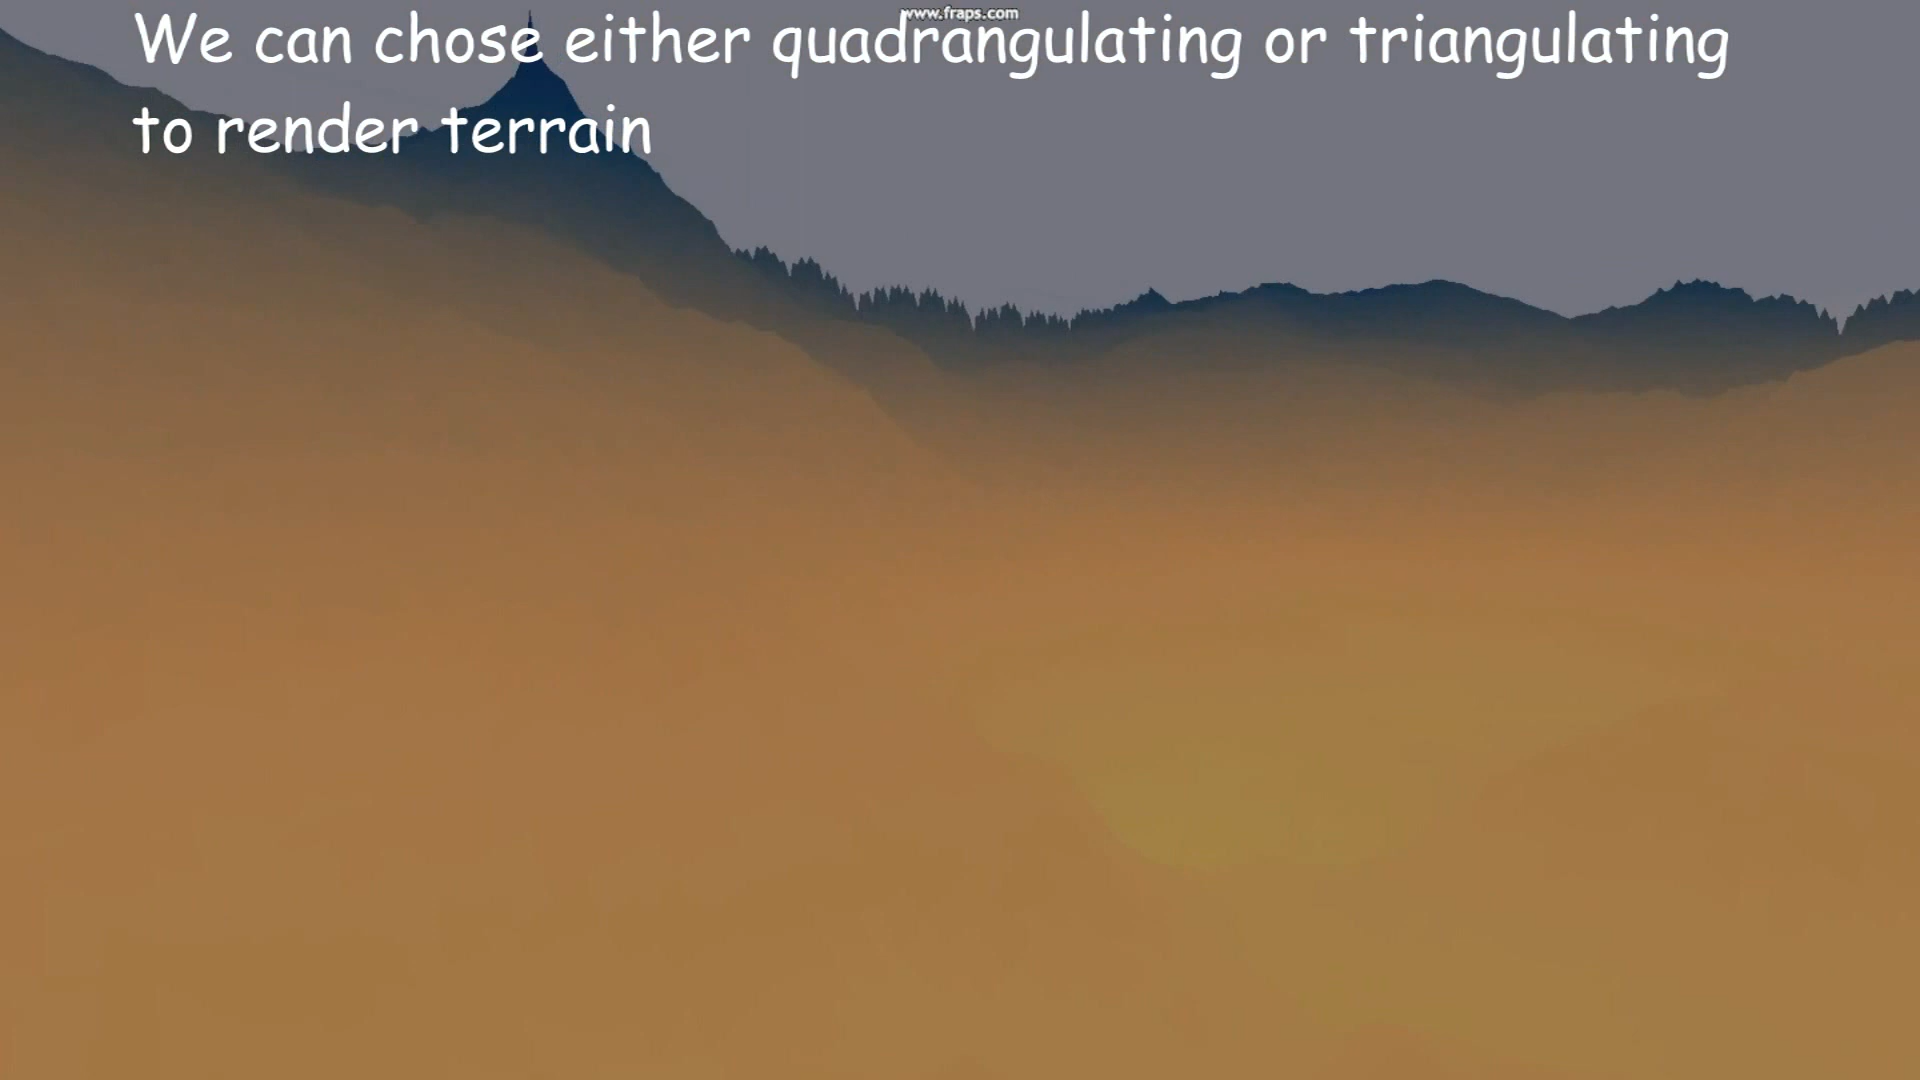 www.fraps.com
We can chose either quadrangulating or triangulating
to render terrain